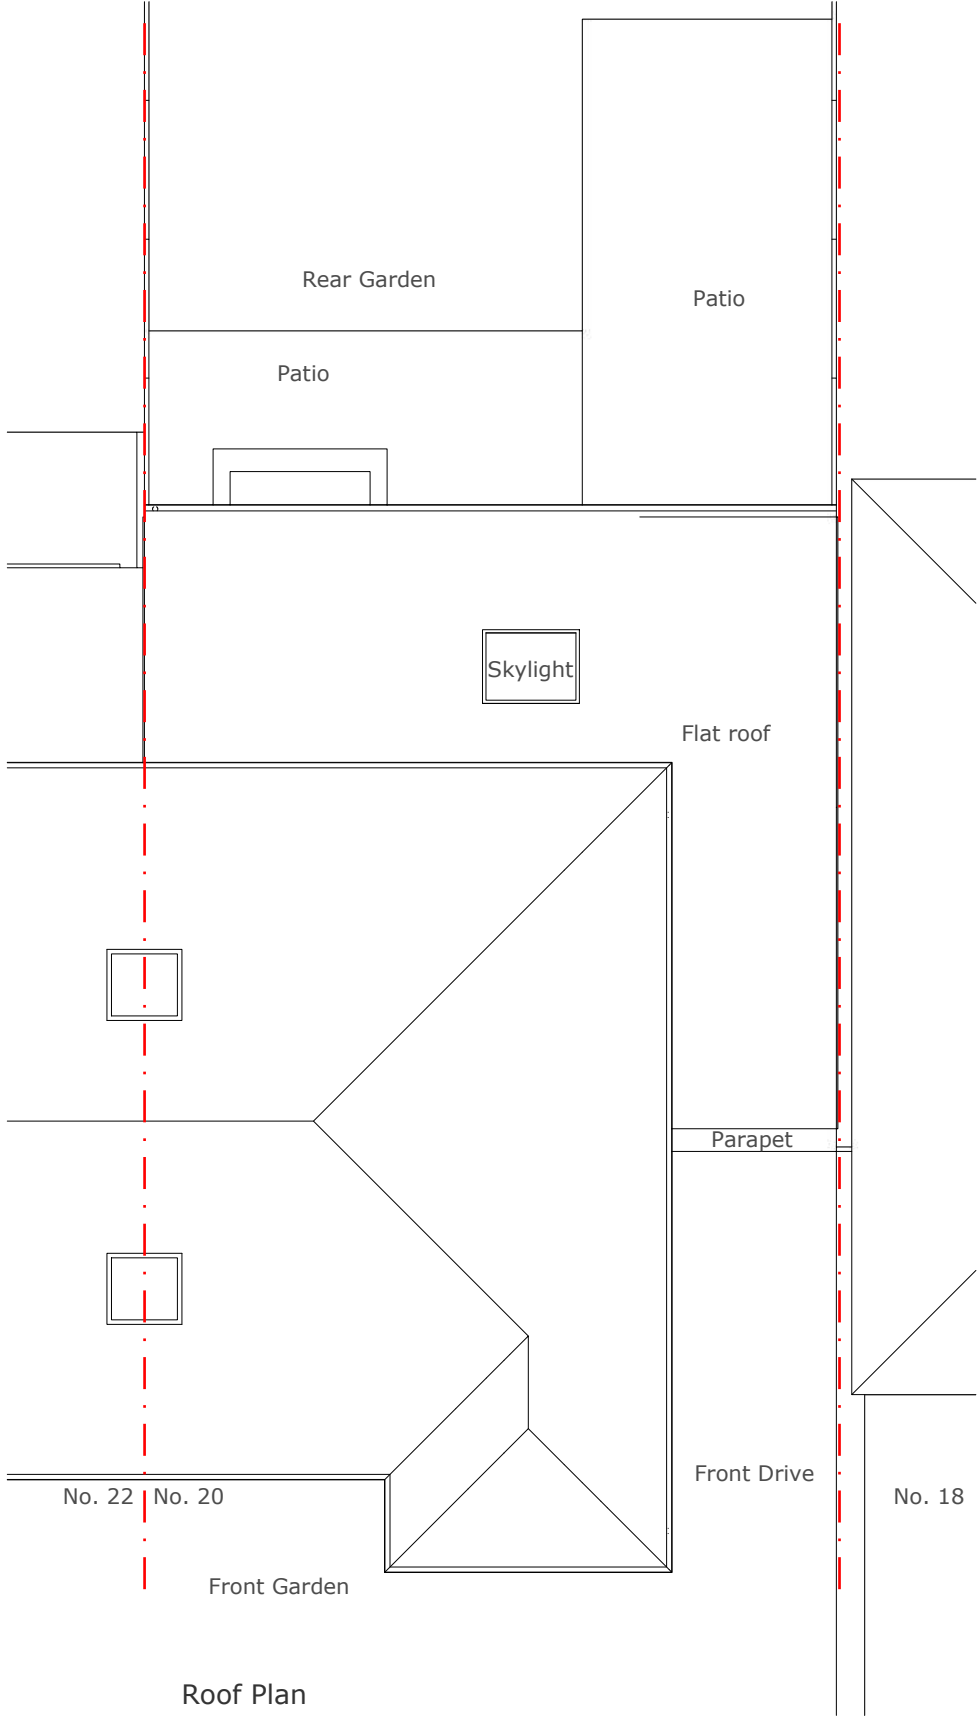 Rear Garden
Patio
Patio
Skylight
Flat roof
Parapet
Front Drive
No. 22
No. 20
No. 18
Front Garden
Roof Plan